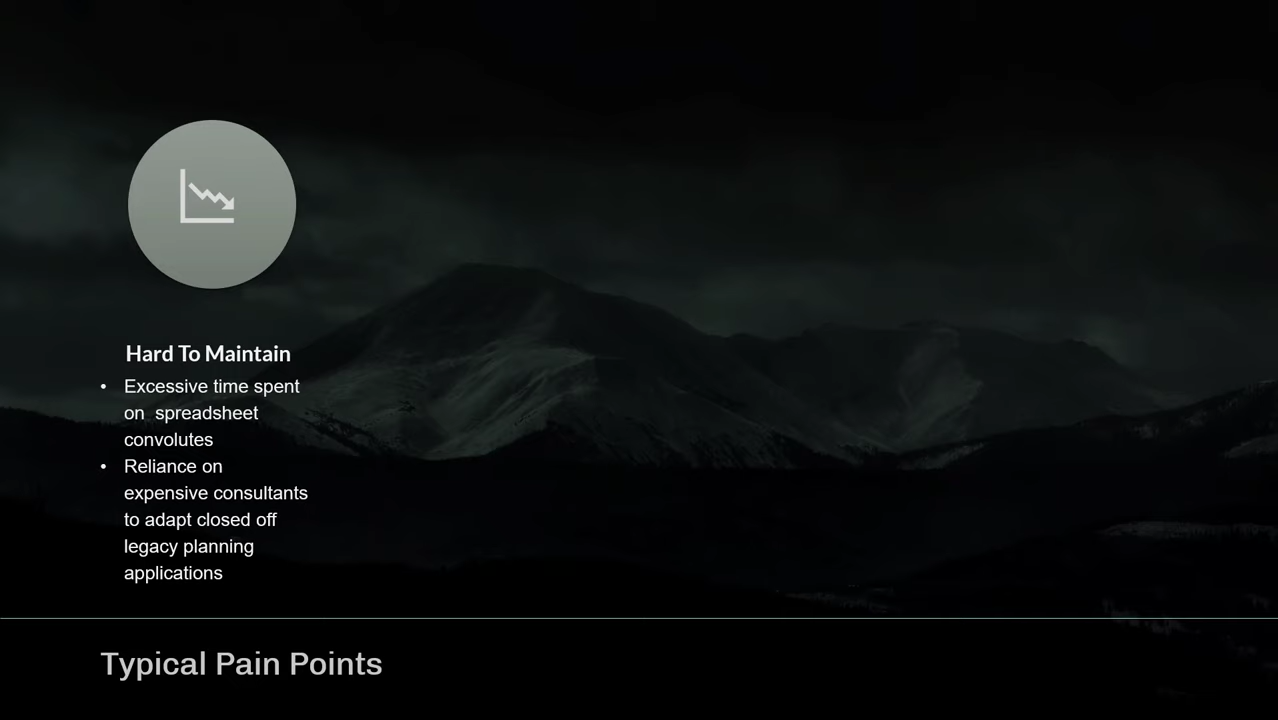 Hard To Maintain
• Excessive time spent
on  spreadsheet
convolutes
• Reliance on
expensive consultants
to adapt closed off
legacy planning
applications
Typical Pain Points